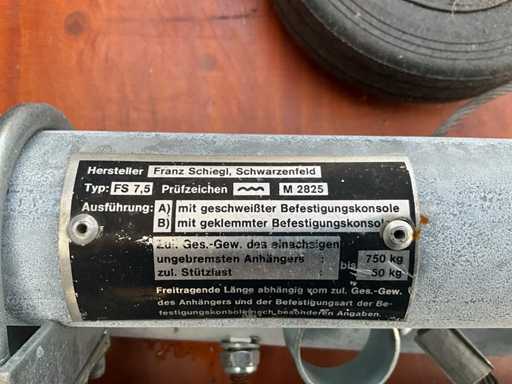 Hersteller Franz Schiegl, Schwarzenfeld
Typ: FS 7,5 Prüfzeichen M 2825
Ausführung: A) mit geschweißter Befestigungskonsole
B) mit geklemmter Befestigungskonsole
Zul. Ges.-Gew. des einachsigen
ungebremsten Anhängers : bis 750 kg
zul. Stützlast : 50 kg
Freitragende Länge abhängig vom zul. Ges.-Gew.
des Anhängers und der Befestigungsart der Be-
festigungskonsole nach besonderen Angaben.